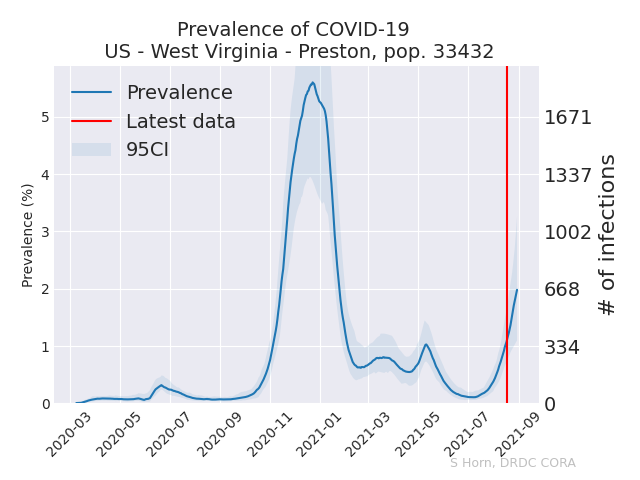 Prevalence of COVID-19
US - West Virginia - Preston, pop. 33432
Prevalence
Latest data
95CI
Prevalence (%)
5
4
3
2
1
0
1671
1337
1002
668
334
0
# of infections
2020-03
2020-05
2020-07
2020-09
2020-11
2021-01
2021-03
2021-05
2021-07
2021-09
S Horn, DRDC CORA